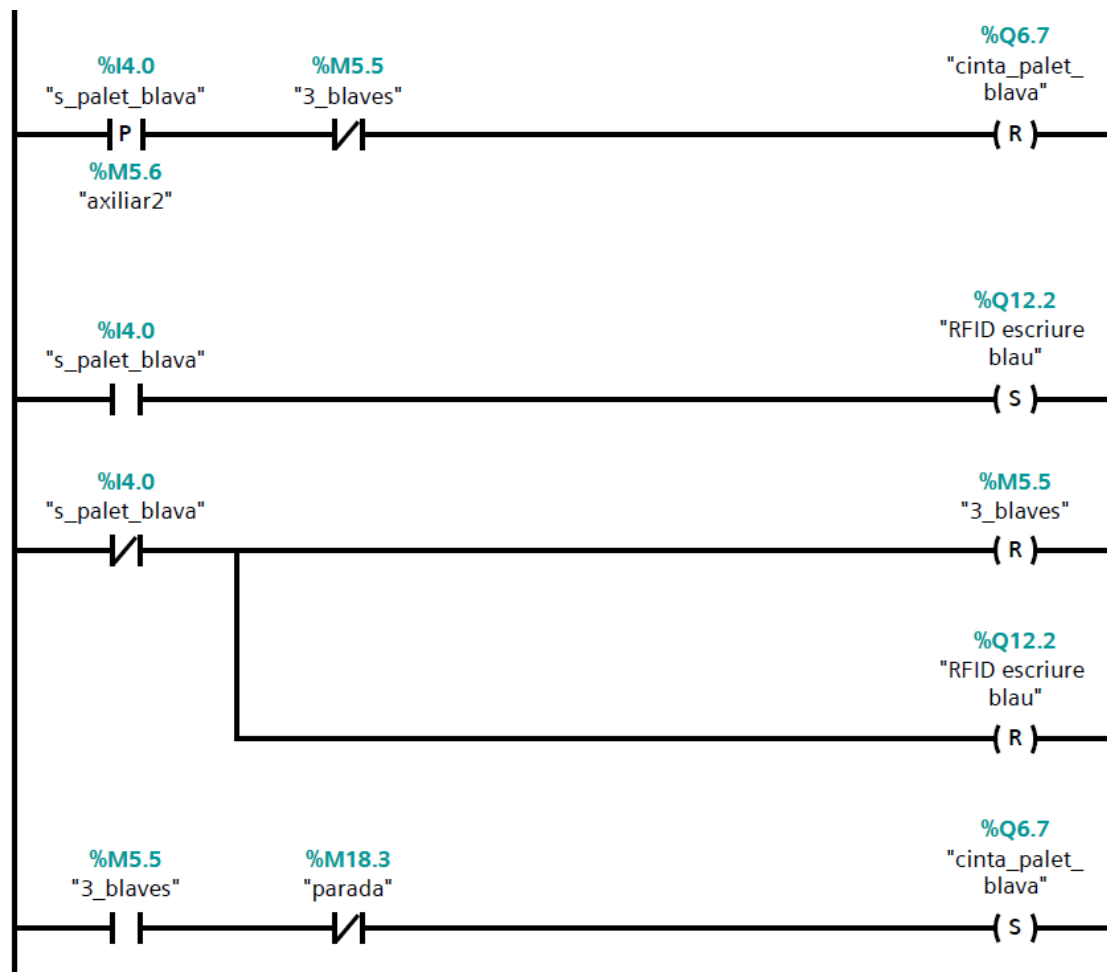 %I4.0
"s_palet_blava"
P
%M5.6
"axiliar2"
%M5.5
"3_blaves"
%Q6.7
"cinta_palet_
blava"
R
%I4.0
"s_palet_blava"
%Q12.2
"RFID escriure
blau"
S
%I4.0
"s_palet_blava"
%M5.5
"3_blaves"
R
%Q12.2
"RFID escriure
blau"
R
%M5.5
"3_blaves"
%M18.3
"parada"
%Q6.7
"cinta_palet_
blava"
S